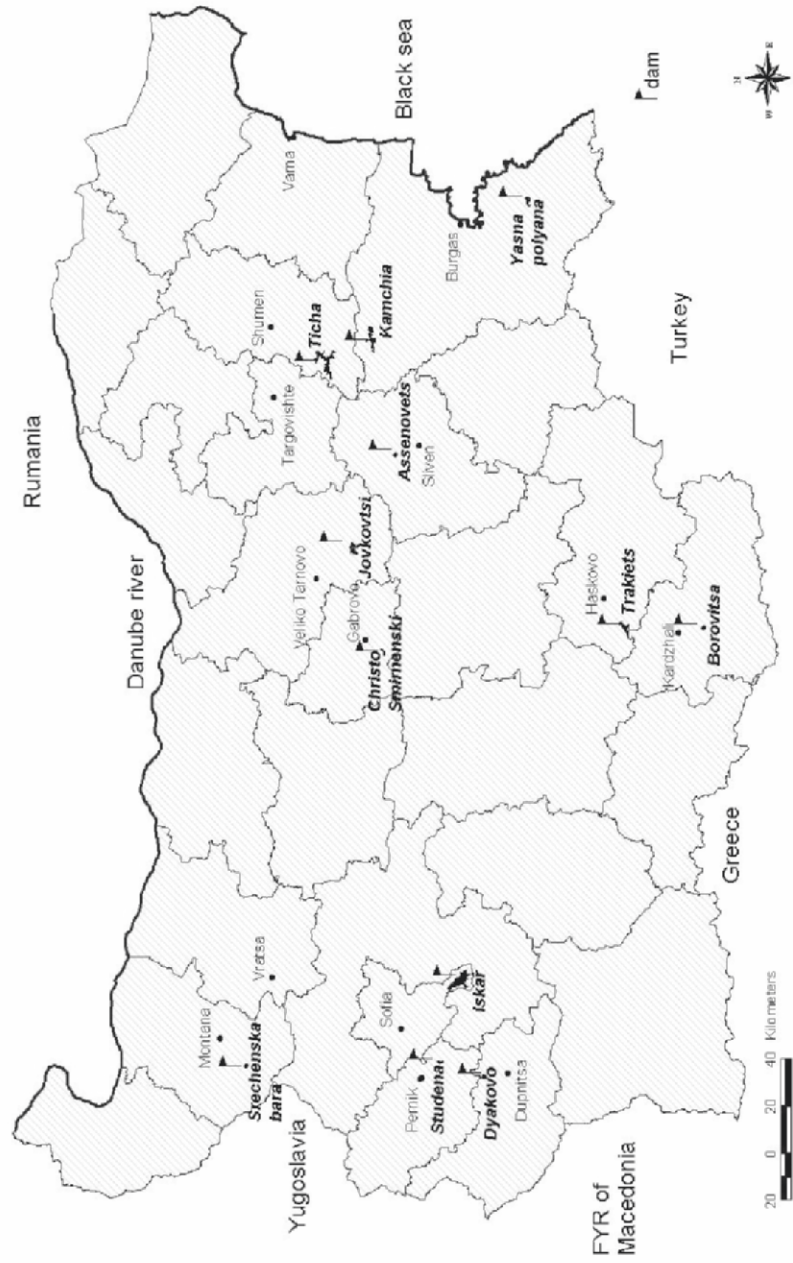 Rumania
Danube river
Black sea
Yugoslavia
FYR of
Macedonia
Greece
Turkey
Montana
Srechenska
bara
Vratsa
Sofia
Pernik
Studena
Dyakovo
Dupnitsa
Iskar
Veliko Tarnovo
Gabrovo
Christo
Smirnenski
Jovkovtsi
Targovishte
Shumen
Ticha
Varna
Kamchia
Assenovets
Sliven
Burgas
Yasna
polyana
Haskovo
Trakiets
Kardzhali
Borovitsa
dam
N
W
E
S
20 0 20 40 Kilometers